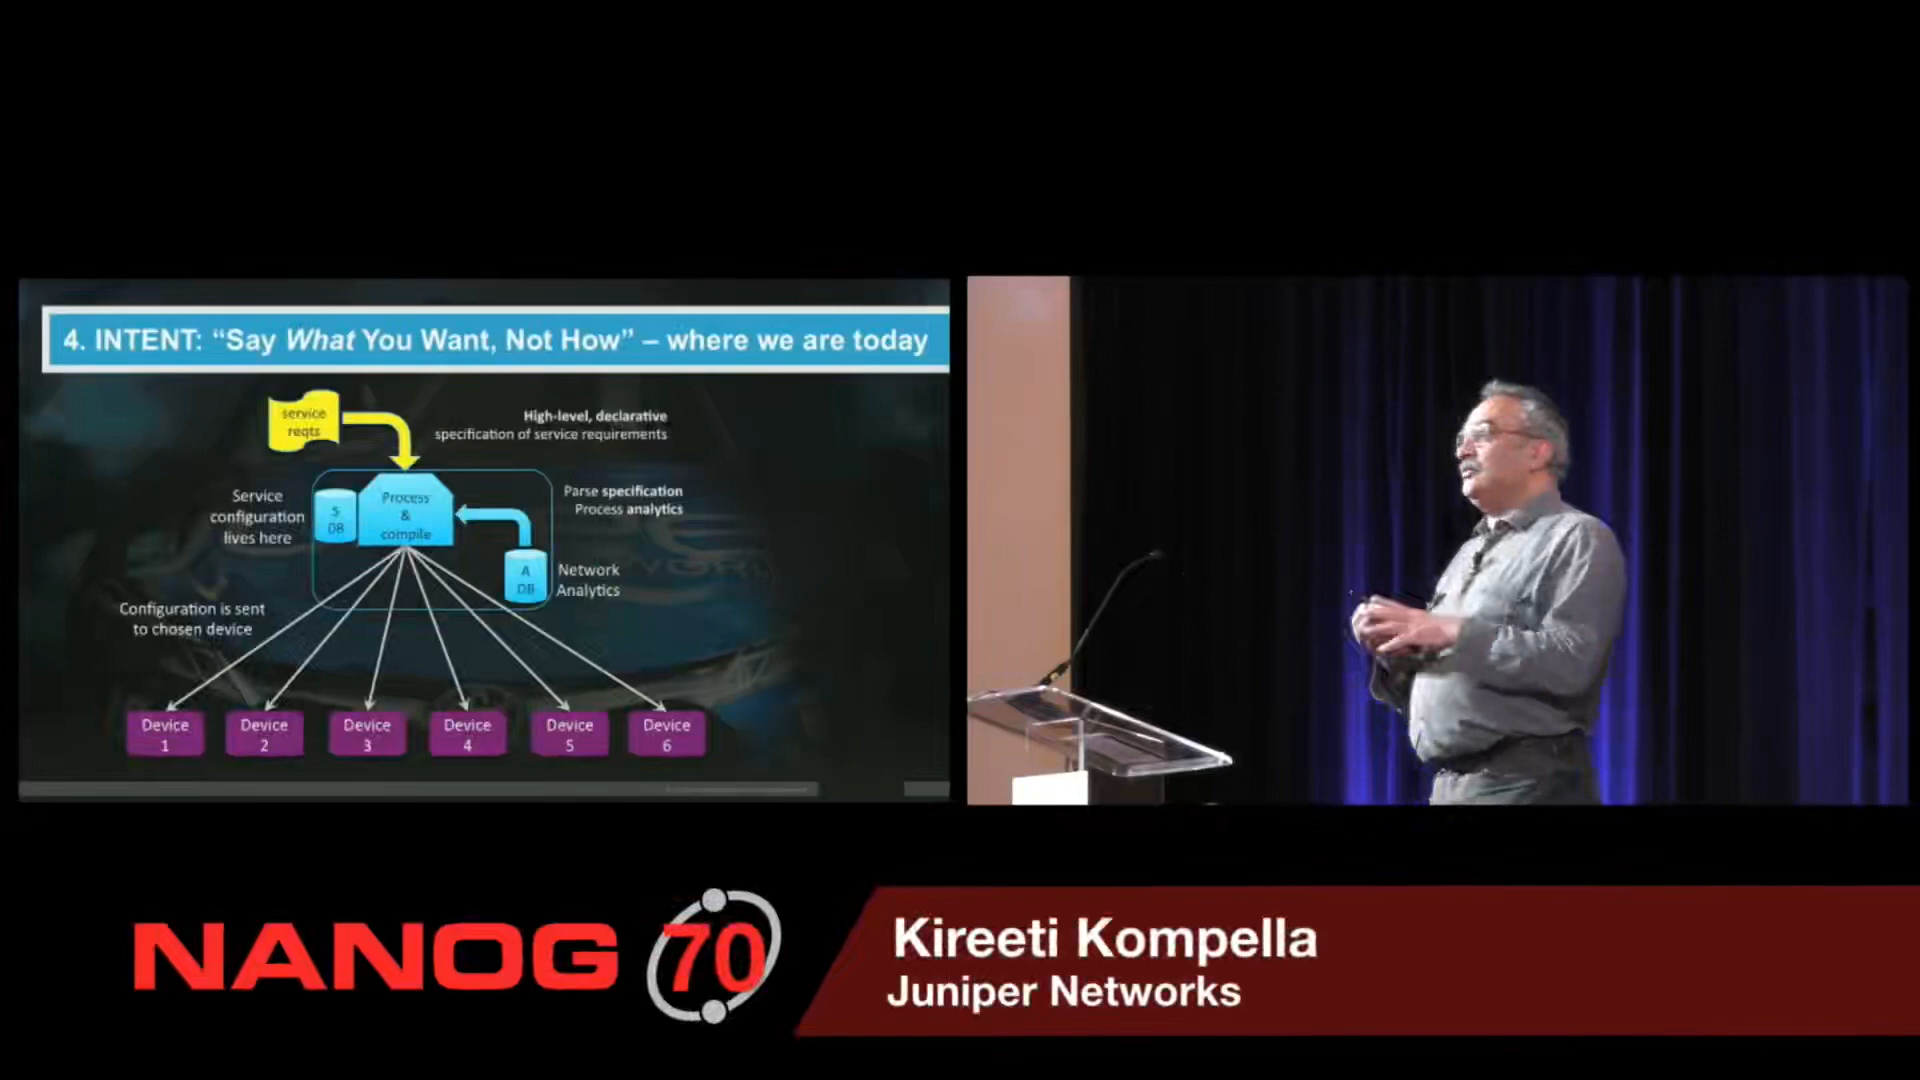 4. INTENT: “Say What You Want, Not How” – where we are today
service
reqts
High-level, declarative
specification of service requirements
Service
configuration
lives here
S
DB
Process
&
compile
Parse specification
Process analytics
A
DB
Network
Analytics
Configuration is sent
to chosen device
Device
1
Device
2
Device
3
Device
4
Device
5
Device
6
NANOG 70
Kireeti Kompella
Juniper Networks